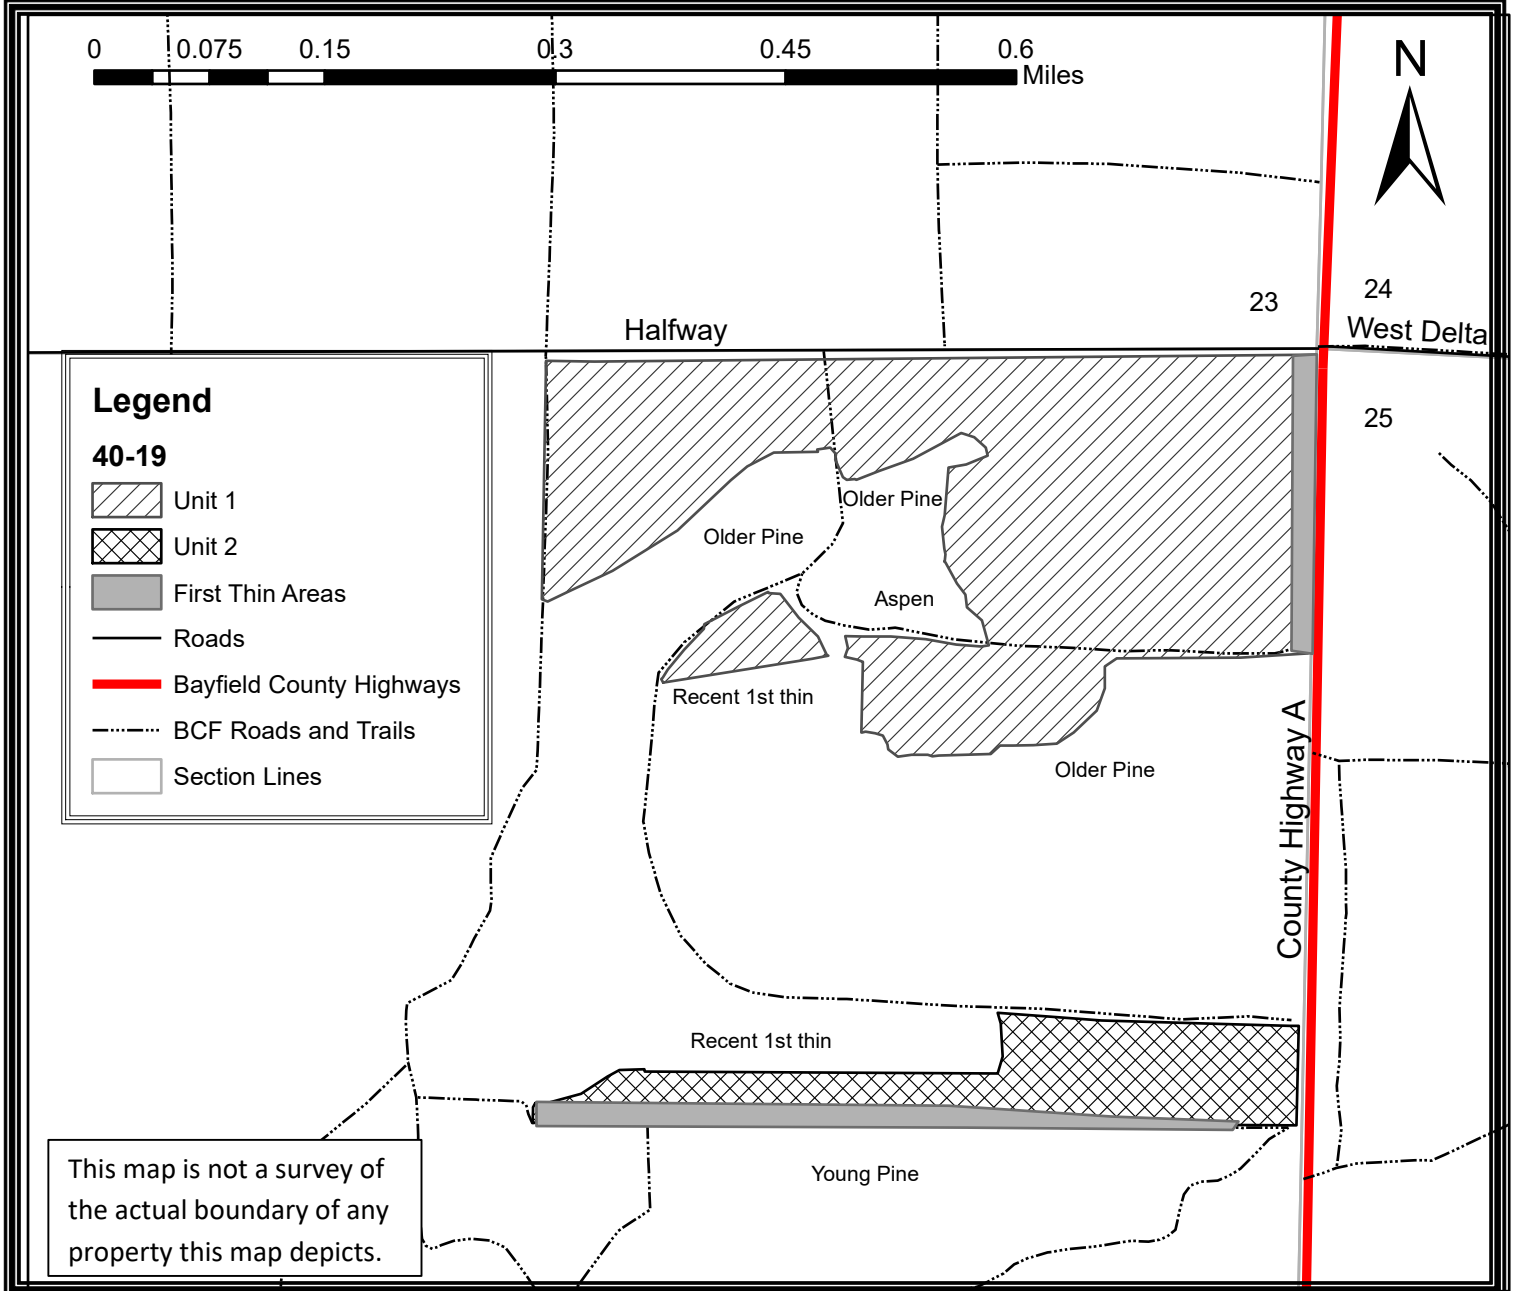 0 0.075 0.15 0.3 0.45 0.6
Miles
N
23
24
Halfway
West Delta
25
Legend
40-19
Unit 1
Unit 2
First Thin Areas
Roads
Bayfield County Highways
BCF Roads and Trails
Section Lines
Older Pine
Older Pine
Aspen
Recent 1st thin
Older Pine
County Highway A
Recent 1st thin
Young Pine
This map is not a survey of
the actual boundary of any
property this map depicts.